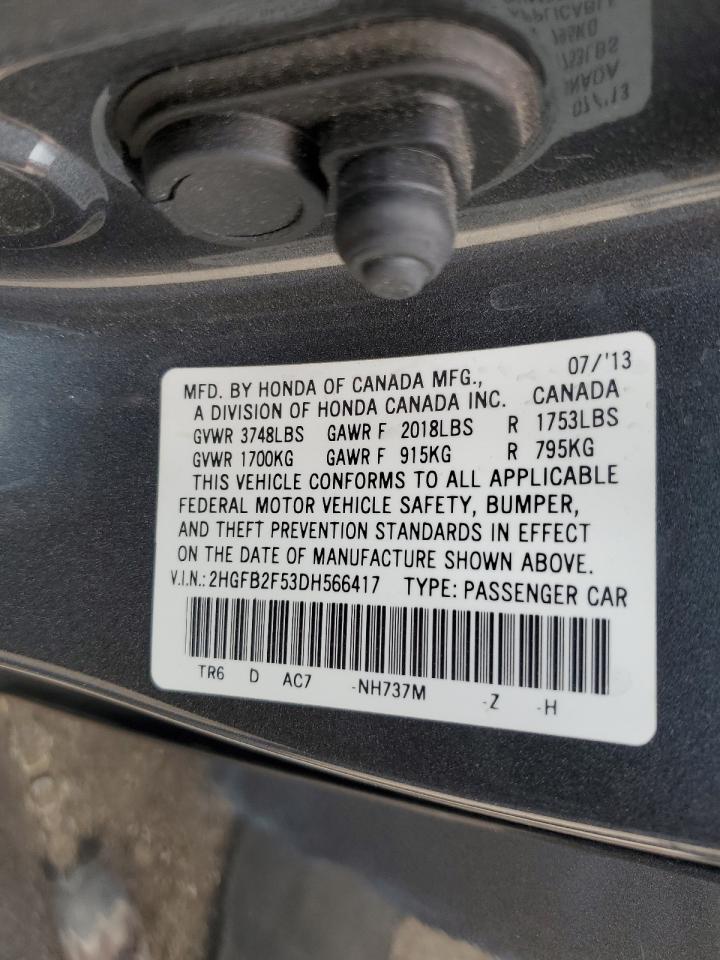 07/'13
MFD. BY HONDA OF CANADA MFG.,
A DIVISION OF HONDA CANADA INC. CANADA
GVWR 3748LBS GAWR F 2018LBS R 1753LBS
GVWR 1700KG GAWR F 915KG R 795KG
THIS VEHICLE CONFORMS TO ALL APPLICABLE
FEDERAL MOTOR VEHICLE SAFETY, BUMPER,
AND THEFT PREVENTION STANDARDS IN EFFECT
ON THE DATE OF MANUFACTURE SHOWN ABOVE.
V.I.N.: 2HGFB2F53DH566417 TYPE: PASSENGER CAR
TR6 D AC7 -NH737M -Z -H